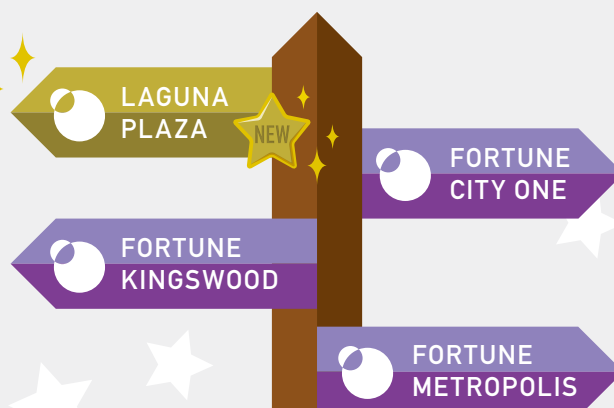 LAGUNA
PLAZA
NEW
FORTUNE
CITY ONE
FORTUNE
KINGSWOOD
FORTUNE
METROPOLIS